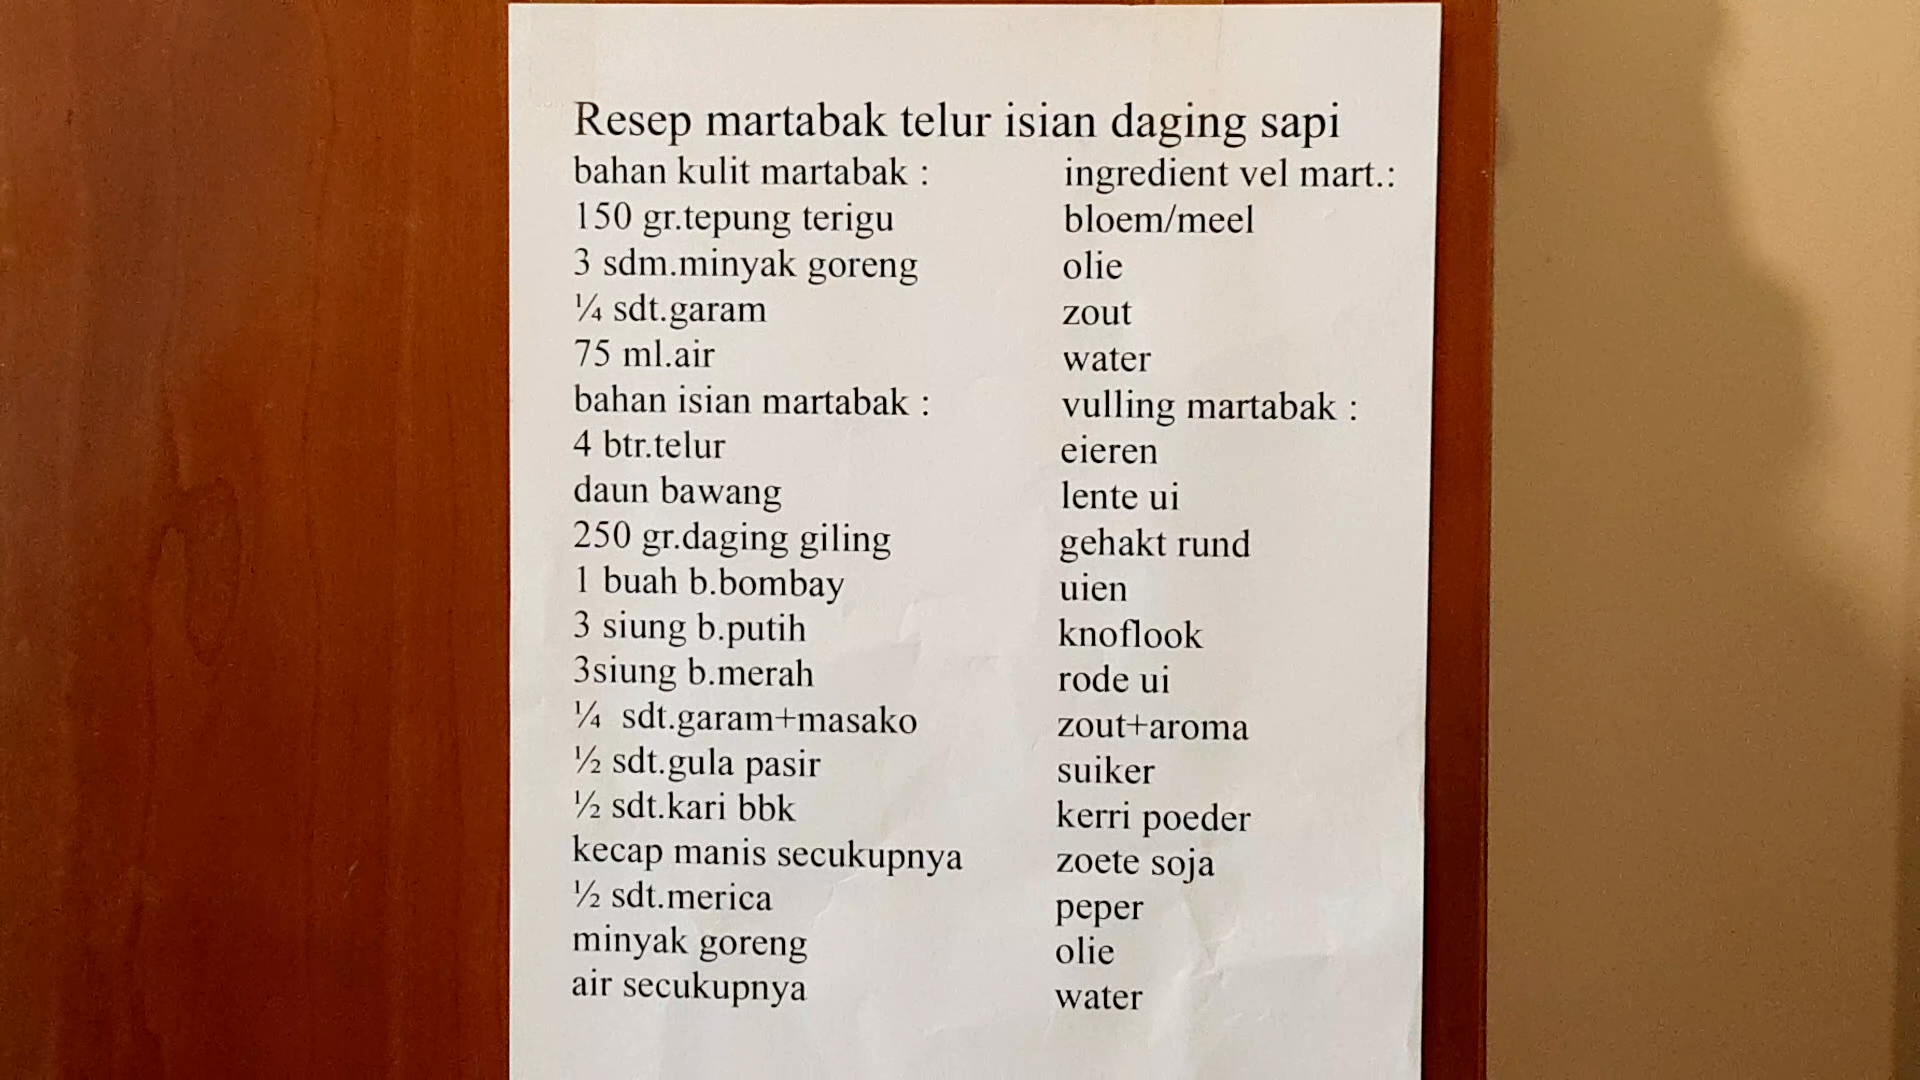 Resep martabak telur isian daging sapi
bahan kulit martabak : ingredient vel mart.:
150 gr.tepung terigu bloem/meel
3 sdm.minyak goreng olie
¼ sdt.garam zout
75 ml.air water
bahan isian martabak : vulling martabak :
4 btr.telur eieren
daun bawang lente ui
250 gr.daging giling gehakt rund
1 buah b.bombay uien
3 siung b.putih knoflook
3siung b.merah rode ui
¼ sdt.garam+masako zout+aroma
½ sdt.gula pasir suiker
½ sdt.kari bbk kerri poeder
kecap manis secukupnya zoete soja
½ sdt.merica peper
minyak goreng olie
air secukupnya water